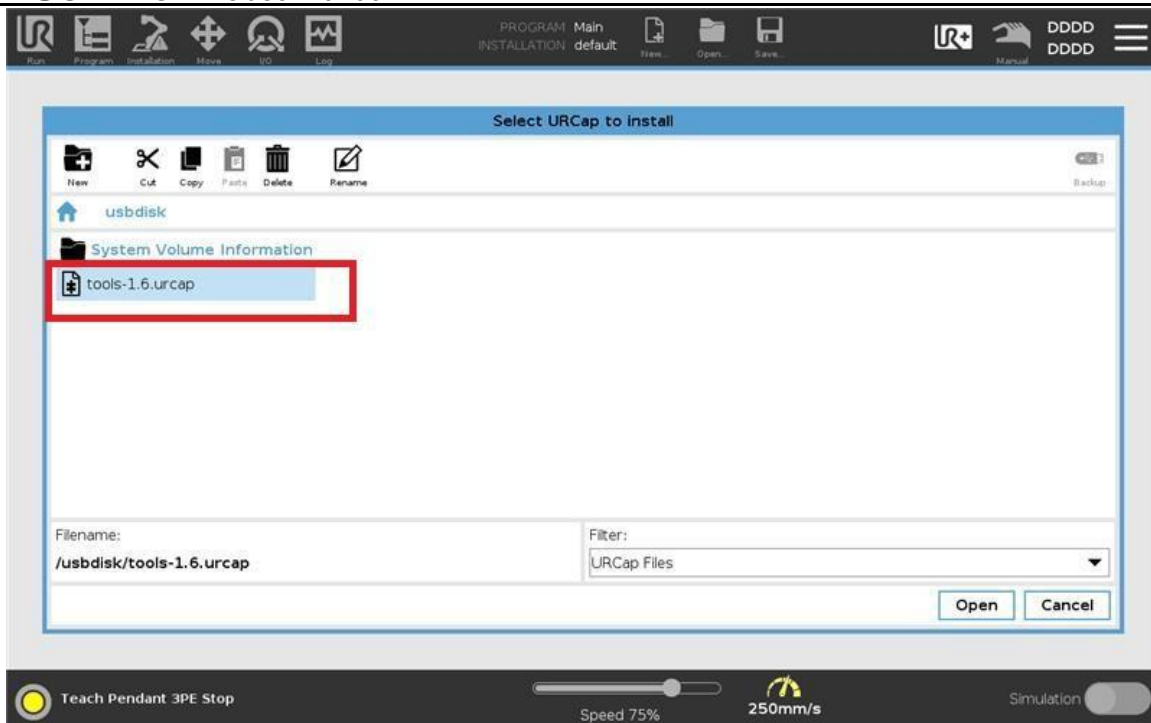 UR
PROGRAM Main
INSTALLATION default
New...
Open...
Save...
UR+
DDDD
DDDD
Run
Program
Installation
Move
I/O
Log
Manual
Select URCap to install
New
Cut
Copy
Paste
Delete
Rename
Backup
usbdisk
System Volume Information
tools-1.6.urcap
Filename:
Filter:
/usbdisk/tools-1.6.urcap
URCap Files
Open
Cancel
Teach Pendant 3PE Stop
Speed 75%
250mm/s
Simulation